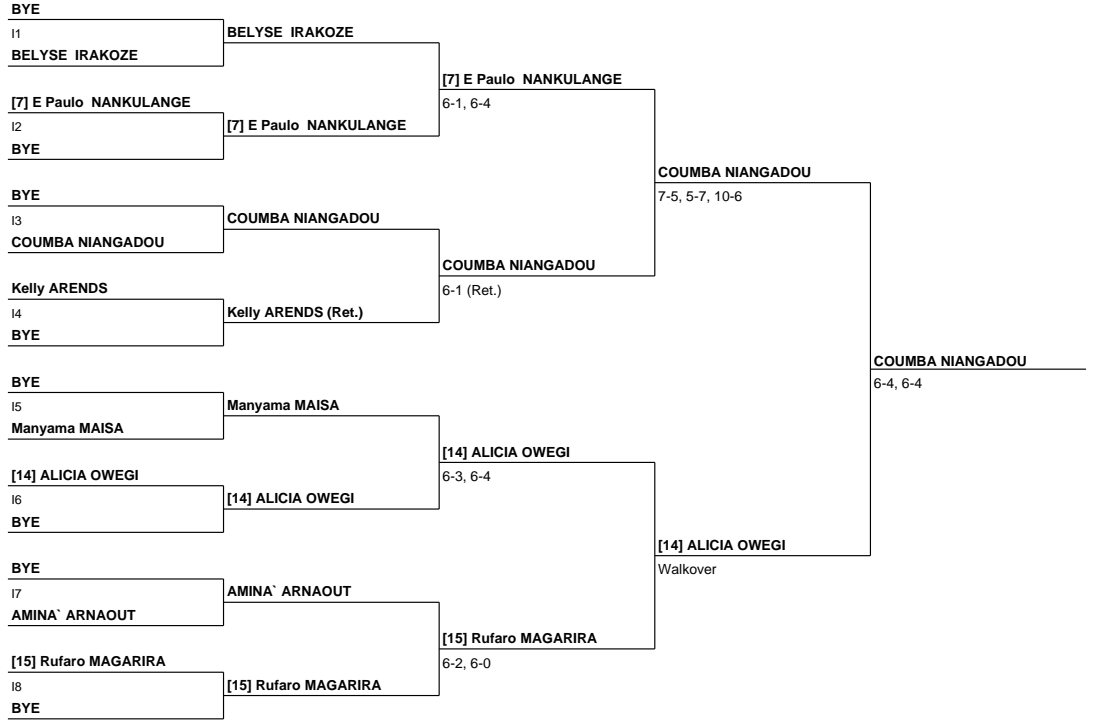 BYE
I1
BELYSE  IRAKOZE
[7] E Paulo  NANKULANGE
I2
BYE
BYE
I3
COUMBA NIANGADOU
Kelly ARENDS
I4
BYE
BYE
I5
Manyama MAISA
[14] ALICIA OWEGI
I6
BYE
BYE
I7
AMINA` ARNAOUT
[15] Rufaro MAGARIRA
I8
BYE
BELYSE  IRAKOZE
[7] E Paulo  NANKULANGE
COUMBA NIANGADOU
Kelly ARENDS (Ret.)
Manyama MAISA
[14] ALICIA OWEGI
AMINA` ARNAOUT
[15] Rufaro MAGARIRA
[7] E Paulo  NANKULANGE
6-1, 6-4
COUMBA NIANGADOU
6-1 (Ret.)
[14] ALICIA OWEGI
6-3, 6-4
[15] Rufaro MAGARIRA
6-2, 6-0
COUMBA NIANGADOU
7-5, 5-7, 10-6
[14] ALICIA OWEGI
Walkover
COUMBA NIANGADOU
6-4, 6-4